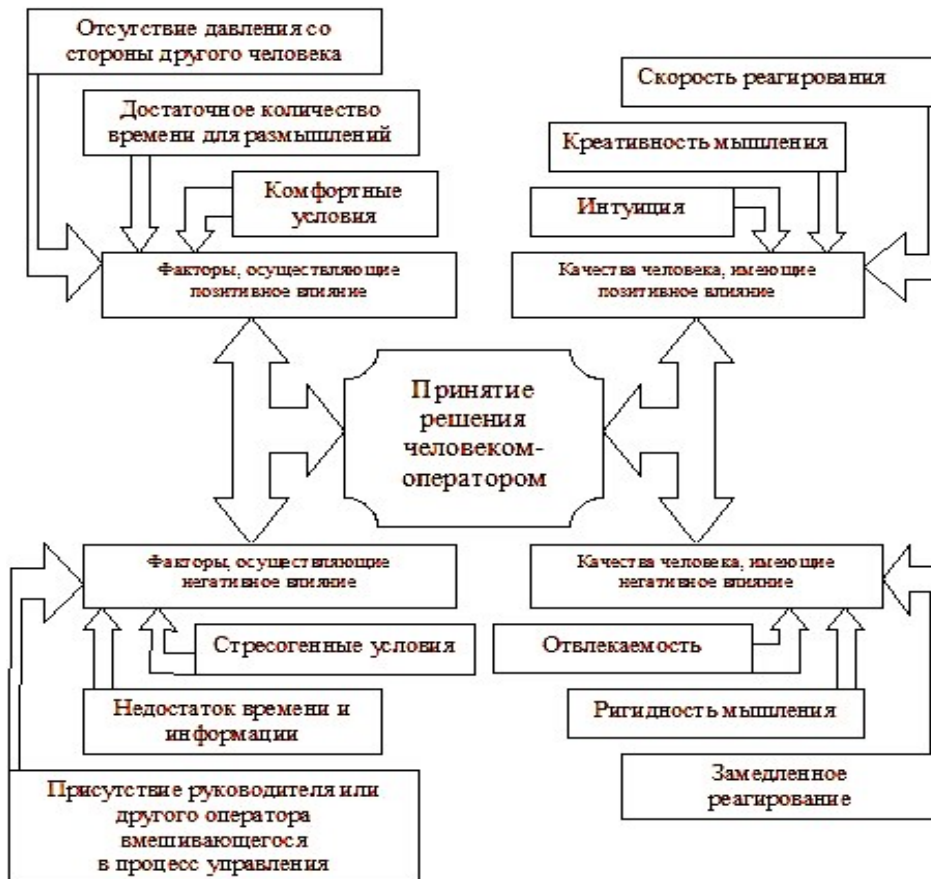 Отсутствие давления со
стороны другого человека
Достаточное количество
времени для размышлений
Комфортные
условия
Факторы, осуществляющие
позитивное влияние
Скорость реагирования
Креативность мышления
Интуиция
Качества человека, имеющие
позитивное влияние
Принятие
решения
человеком-
оператором
Факторы, осуществляющие
негативное влияние
Стресогенные условия
Недостаток времени и
информации
Присутствие руководителя или
другого оператора
вмешивающегося
в процесс управления
Качества человека, имеющие
негативное влияние
Отвлекаемость
Ригидность мышления
Замедленное
реагирование